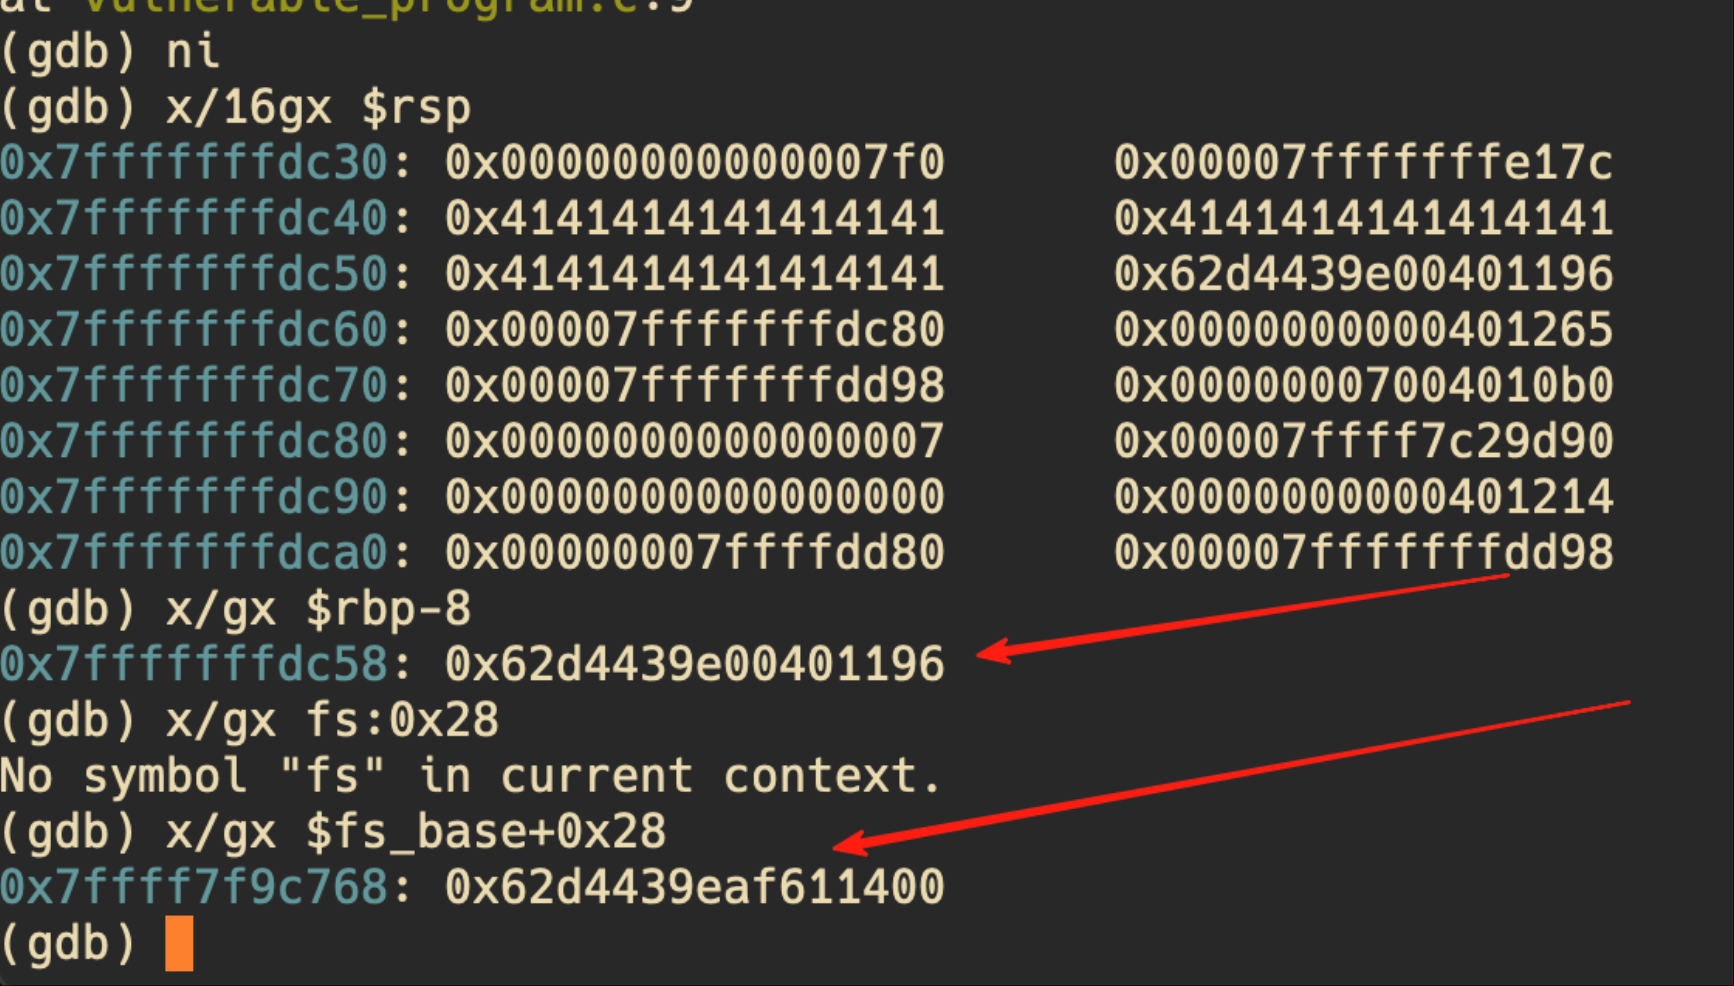 at vulnerable_program.c:9
(gdb) ni
(gdb) x/16gx $rsp
0x7fffffffdc30: 0x00000000000007f0 0x00007fffffffe17c
0x7fffffffdc40: 0x4141414141414141 0x4141414141414141
0x7fffffffdc50: 0x4141414141414141 0x62d4439e00401196
0x7fffffffdc60: 0x00007fffffffdc80 0x0000000000401265
0x7fffffffdc70: 0x00007fffffffdd98 0x00000007004010b0
0x7fffffffdc80: 0x0000000000000007 0x00007ffff7c29d90
0x7fffffffdc90: 0x0000000000000000 0x0000000000401214
0x7fffffffdca0: 0x00000007ffffdd80 0x00007fffffffdd98
(gdb) x/gx $rbp-8
0x7fffffffdc58: 0x62d4439e00401196
(gdb) x/gx fs:0x28
No symbol "fs" in current context.
(gdb) x/gx $fs_base+0x28
0x7ffff7f9c768: 0x62d4439eaf611400
(gdb)